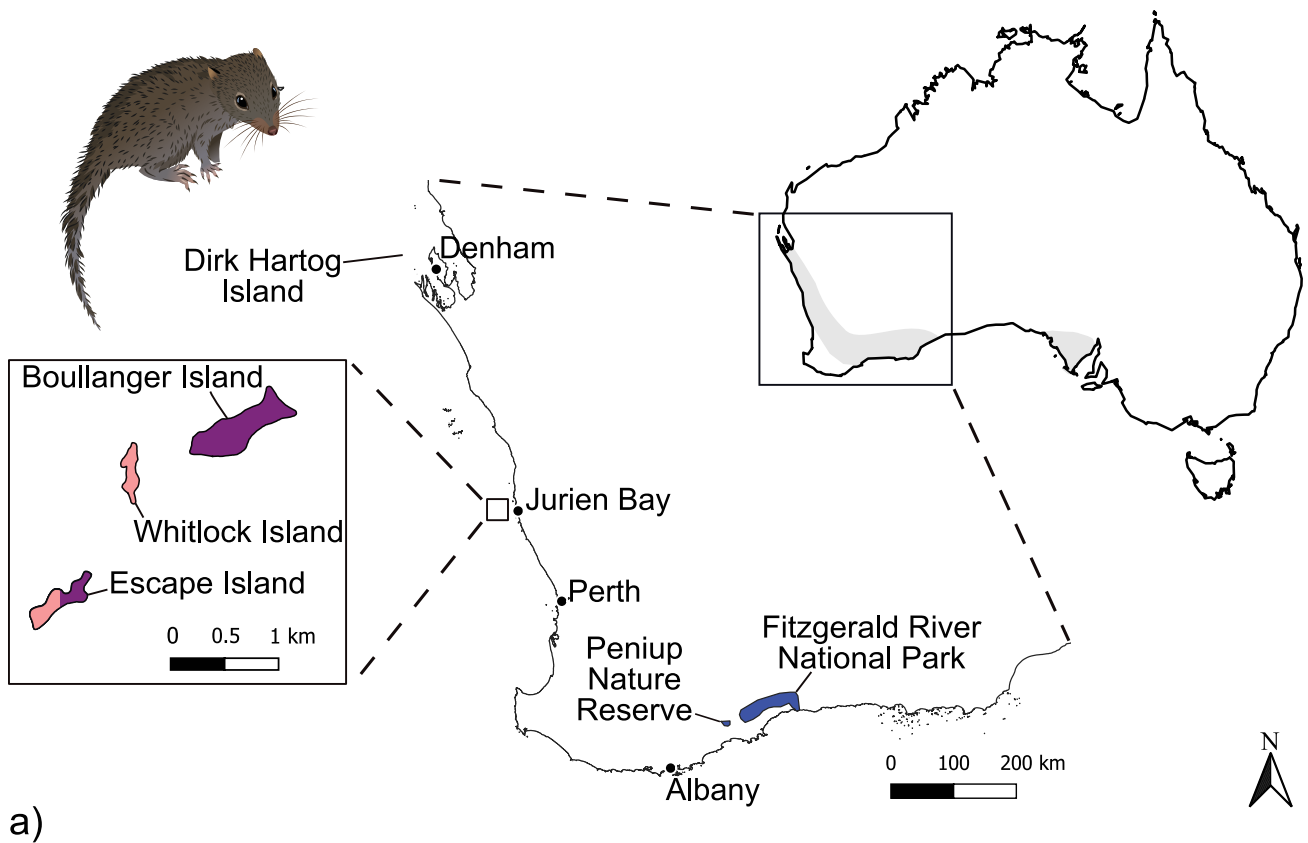 Dirk Hartog
Island
Denham
Boullanger Island
Whitlock Island
Escape Island
0 0.5 1 km
Jurien Bay
Perth
Peniup
Nature
Reserve
Fitzgerald River
National Park
Albany
0 100 200 km
N
a)